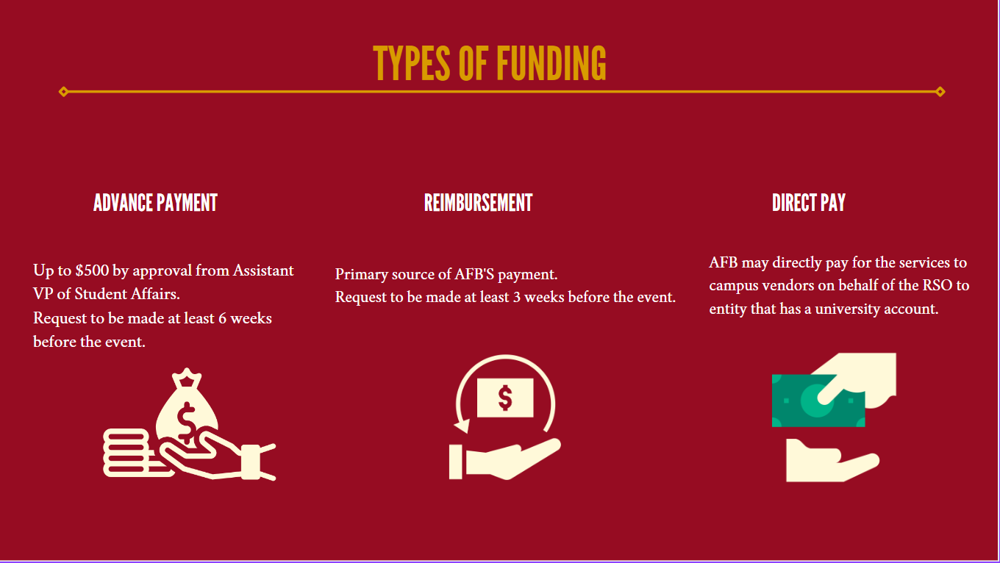 TYPES OF FUNDING
ADVANCE PAYMENT
Up to $500 by approval from Assistant
VP of Student Affairs.
Request to be made at least 6 weeks
before the event.
$
REIMBURSEMENT
Primary source of AFB'S payment.
Request to be made at least 3 weeks before the event.
$
DIRECT PAY
AFB may directly pay for the services to
campus vendors on behalf of the RSO to
entity that has a university account.